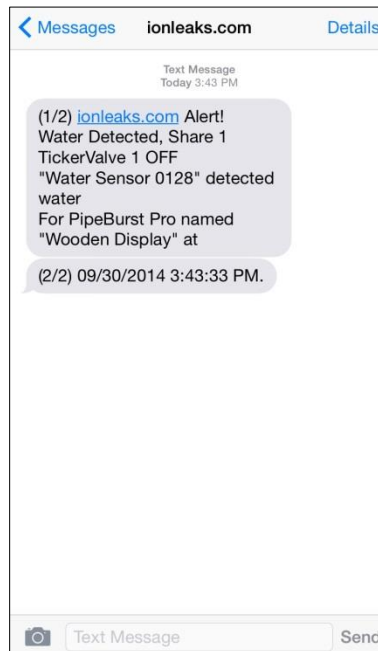 Messages ionleaks.com Details
Text Message
Today 3:43 PM
(1/2) ionleaks.com Alert!
Water Detected, Share 1
TickerValve 1 OFF
"Water Sensor 0128" detected
water
For PipeBurst Pro named
"Wooden Display" at
(2/2) 09/30/2014 3:43:33 PM.
Text Message Send